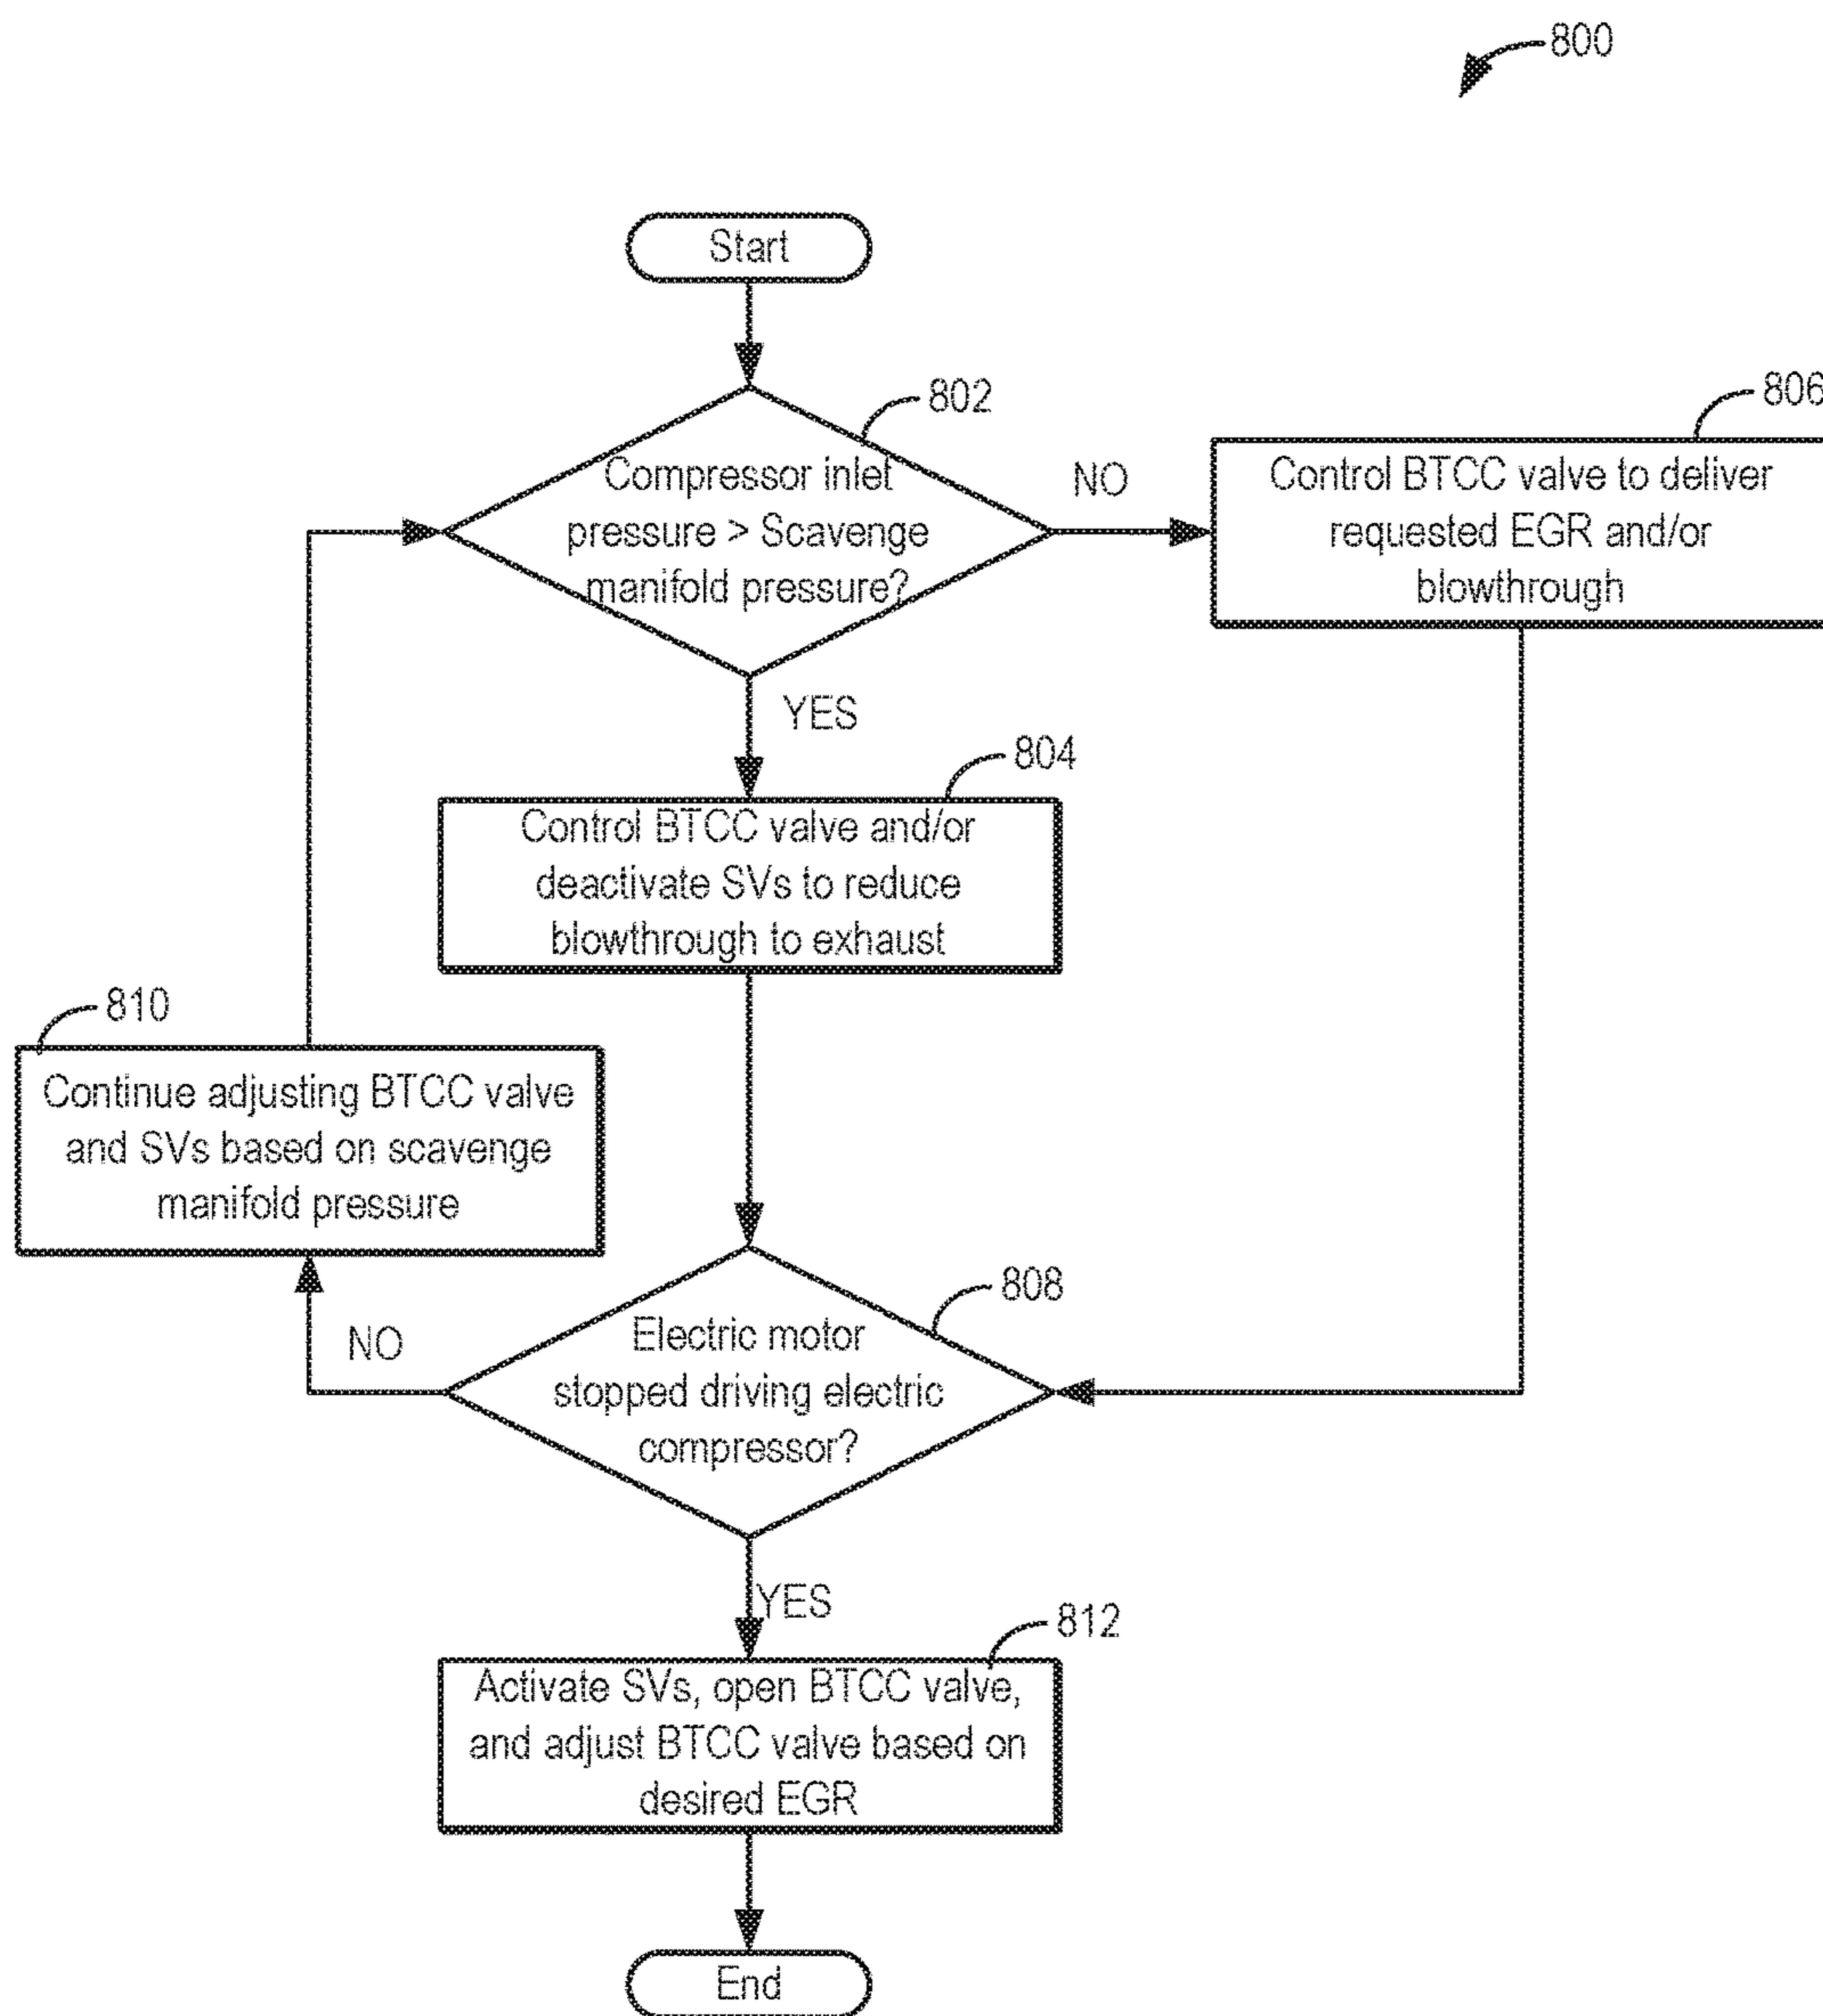 800
Start
802
Compressor inlet
pressure > Scavenge
manifold pressure?
NO
806
Control BTCC valve to deliver
requested EGR and/or
blowthrough
YES
804
Control BTCC valve and/or
deactivate SVs to reduce
blowthrough to exhaust
810
Continue adjusting BTCC valve
and SVs based on scavenge
manifold pressure
808
Electric motor
stopped driving electric
compressor?
NO
YES
812
Activate SVs, open BTCC valve,
and adjust BTCC valve based on
desired EGR
End